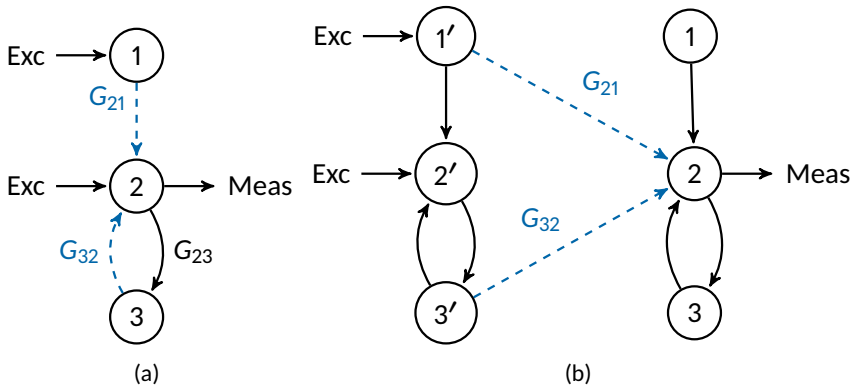 Exc 1 1′ 1
Exc
G21 G21
Exc 2 Meas Exc 2′ 2 Meas
G32 G23 G32
3 3′ 3
(a) (b)